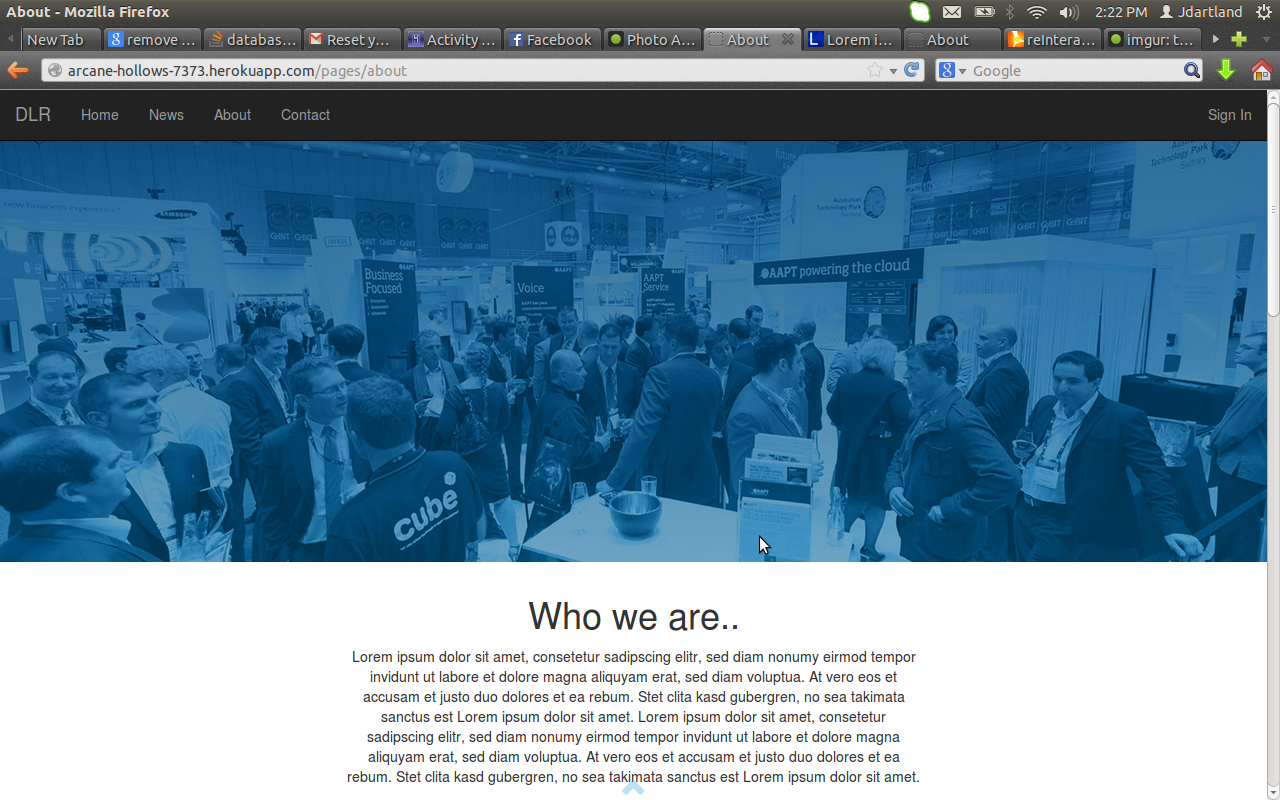 About - Mozilla Firefox
2:22 PM Jdartland
New Tab
remove ...
databas...
Reset y...
Activity ...
Facebook
Photo A...
About
Lorem i...
About
reIntera...
imgur: t...
arcane-hollows-7373.herokuapp.com/pages/about
Google
DLR Home News About Contact Sign In
future
Australian
Technology Park
Sydney
new business experience?
SAMSUNG
CeBIT CeBIT CeBIT
Australian
Technology Park
AAPT
Business
Focused
Voice
AAPT
Service
AAPT powering the cloud
cube
Who we are..
Lorem ipsum dolor sit amet, consetetur sadipscing elitr, sed diam nonumy eirmod tempor
invidunt ut labore et dolore magna aliquyam erat, sed diam voluptua. At vero eos et
accusam et justo duo dolores et ea rebum. Stet clita kasd gubergren, no sea takimata
sanctus est Lorem ipsum dolor sit amet. Lorem ipsum dolor sit amet, consetetur
sadipscing elitr, sed diam nonumy eirmod tempor invidunt ut labore et dolore magna
aliquyam erat, sed diam voluptua. At vero eos et accusam et justo duo dolores et ea
rebum. Stet clita kasd gubergren, no sea takimata sanctus est Lorem ipsum dolor sit amet.